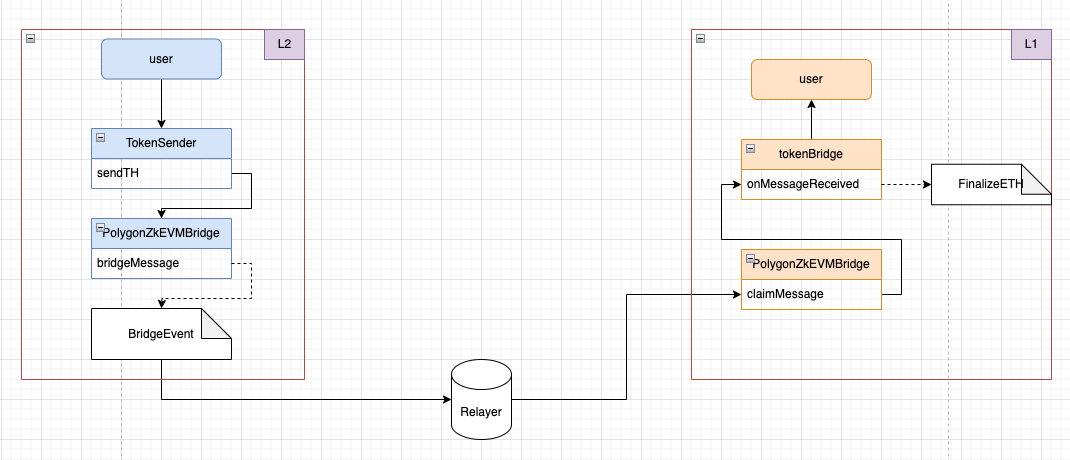 L2
user
TokenSender
sendTH
PolygonZkEVMBridge
bridgeMessage
BridgeEvent
Relayer
L1
user
tokenBridge
onMessageReceived
FinalizeETH
PolygonZkEVMBridge
claimMessage